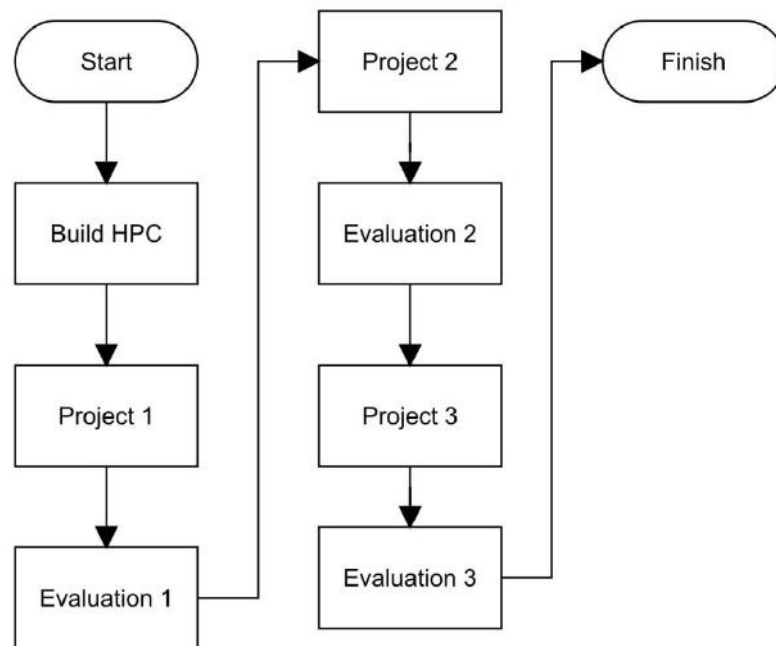 Start
Build HPC
Project 1
Evaluation 1
Project 2
Evaluation 2
Project 3
Evaluation 3
Finish